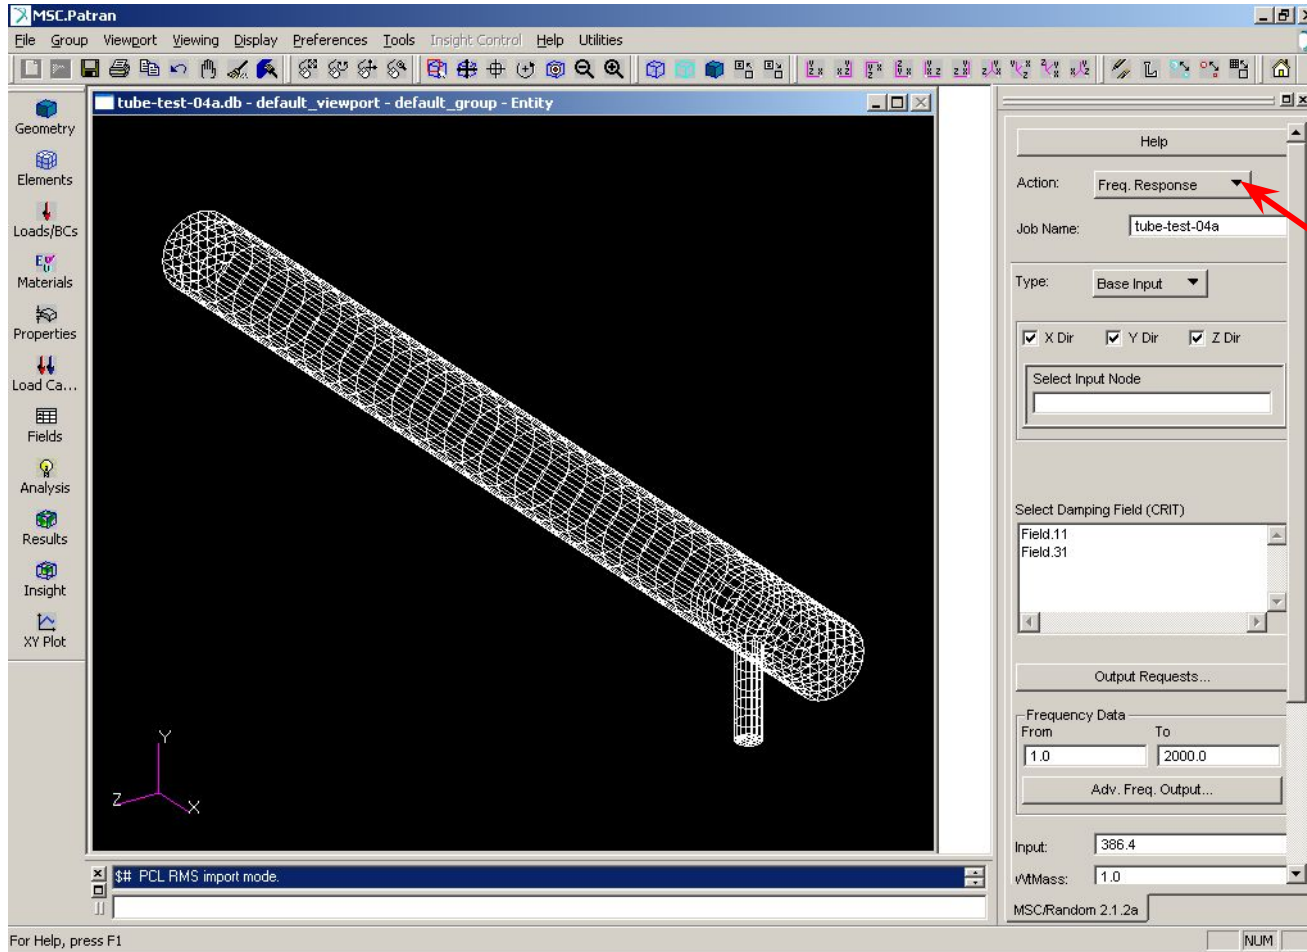 MSC.Patran
File Group Viewport Viewing Display Preferences Tools Insight Control Help Utilities
tube-test-04a.db - default_viewport - default_group - Entity
Geometry
Elements
Loads/BCs
Materials
Properties
Load Ca...
Fields
Analysis
Results
Insight
XY Plot
Y
Z
X
Help
Action: Freq. Response
Job Name: tube-test-04a
Type: Base Input
X Dir Y Dir Z Dir
Select Input Node
Select Damping Field (CRIT)
Field.11
Field.31
Output Requests...
Frequency Data
From To
1.0 2000.0
Adv. Freq. Output...
Input: 386.4
WtMass: 1.0
MSC/Random 2.1.2a
$# PCL RMS import mode.
For Help, press F1
NUM